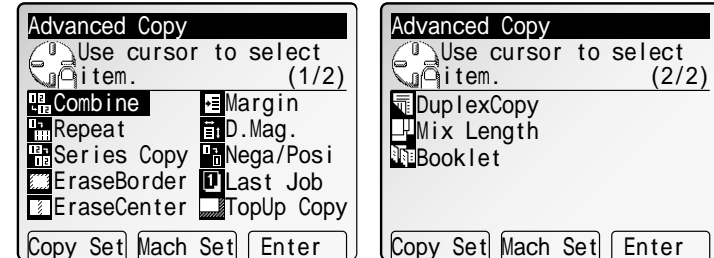 Advanced Copy
Use cursor to select
item. (1/2)
Combine Margin
Repeat D.Mag.
Series Copy Nega/Posi
EraseBorder Last Job
EraseCenter TopUp Copy
Copy Set Mach Set Enter
Advanced Copy
Use cursor to select
item. (2/2)
DuplexCopy
Mix Length
Booklet
Copy Set Mach Set Enter